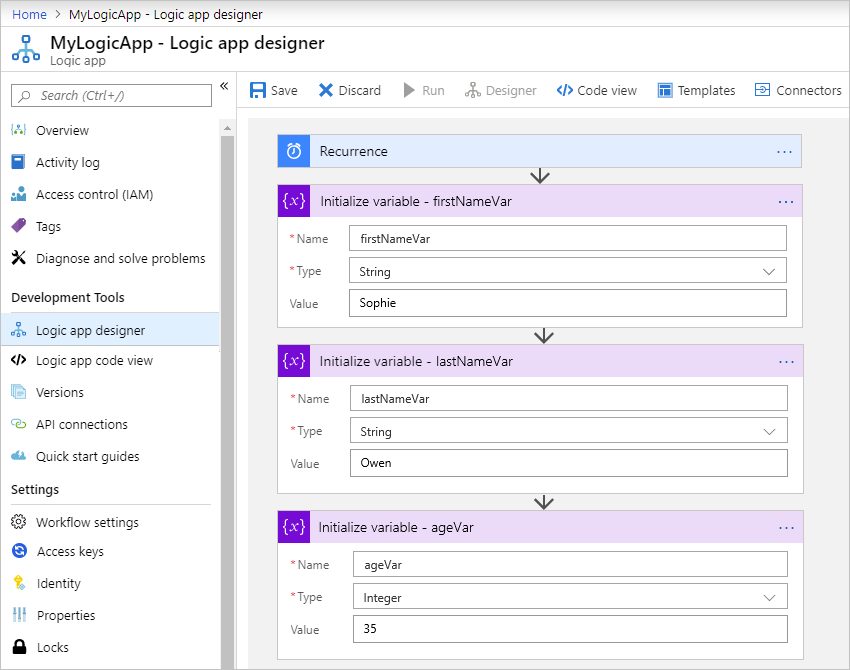 Home > MyLogicApp - Logic app designer
MyLogicApp - Logic app designer
Logic app
Search (Ctrl+/)
«
Overview
Activity log
Access control (IAM)
Tags
Diagnose and solve problems
Development Tools
Logic app designer
Logic app code view
Versions
API connections
Quick start guides
Settings
Workflow settings
Access keys
Identity
Properties
Locks
Save Discard Run Designer </> Code view Templates Connectors
Recurrence ...
{x} Initialize variable - firstNameVar ...
* Name firstNameVar
* Type String
Value Sophie
{x} Initialize variable - lastNameVar ...
* Name lastNameVar
* Type String
Value Owen
{x} Initialize variable - ageVar ...
* Name ageVar
* Type Integer
Value 35